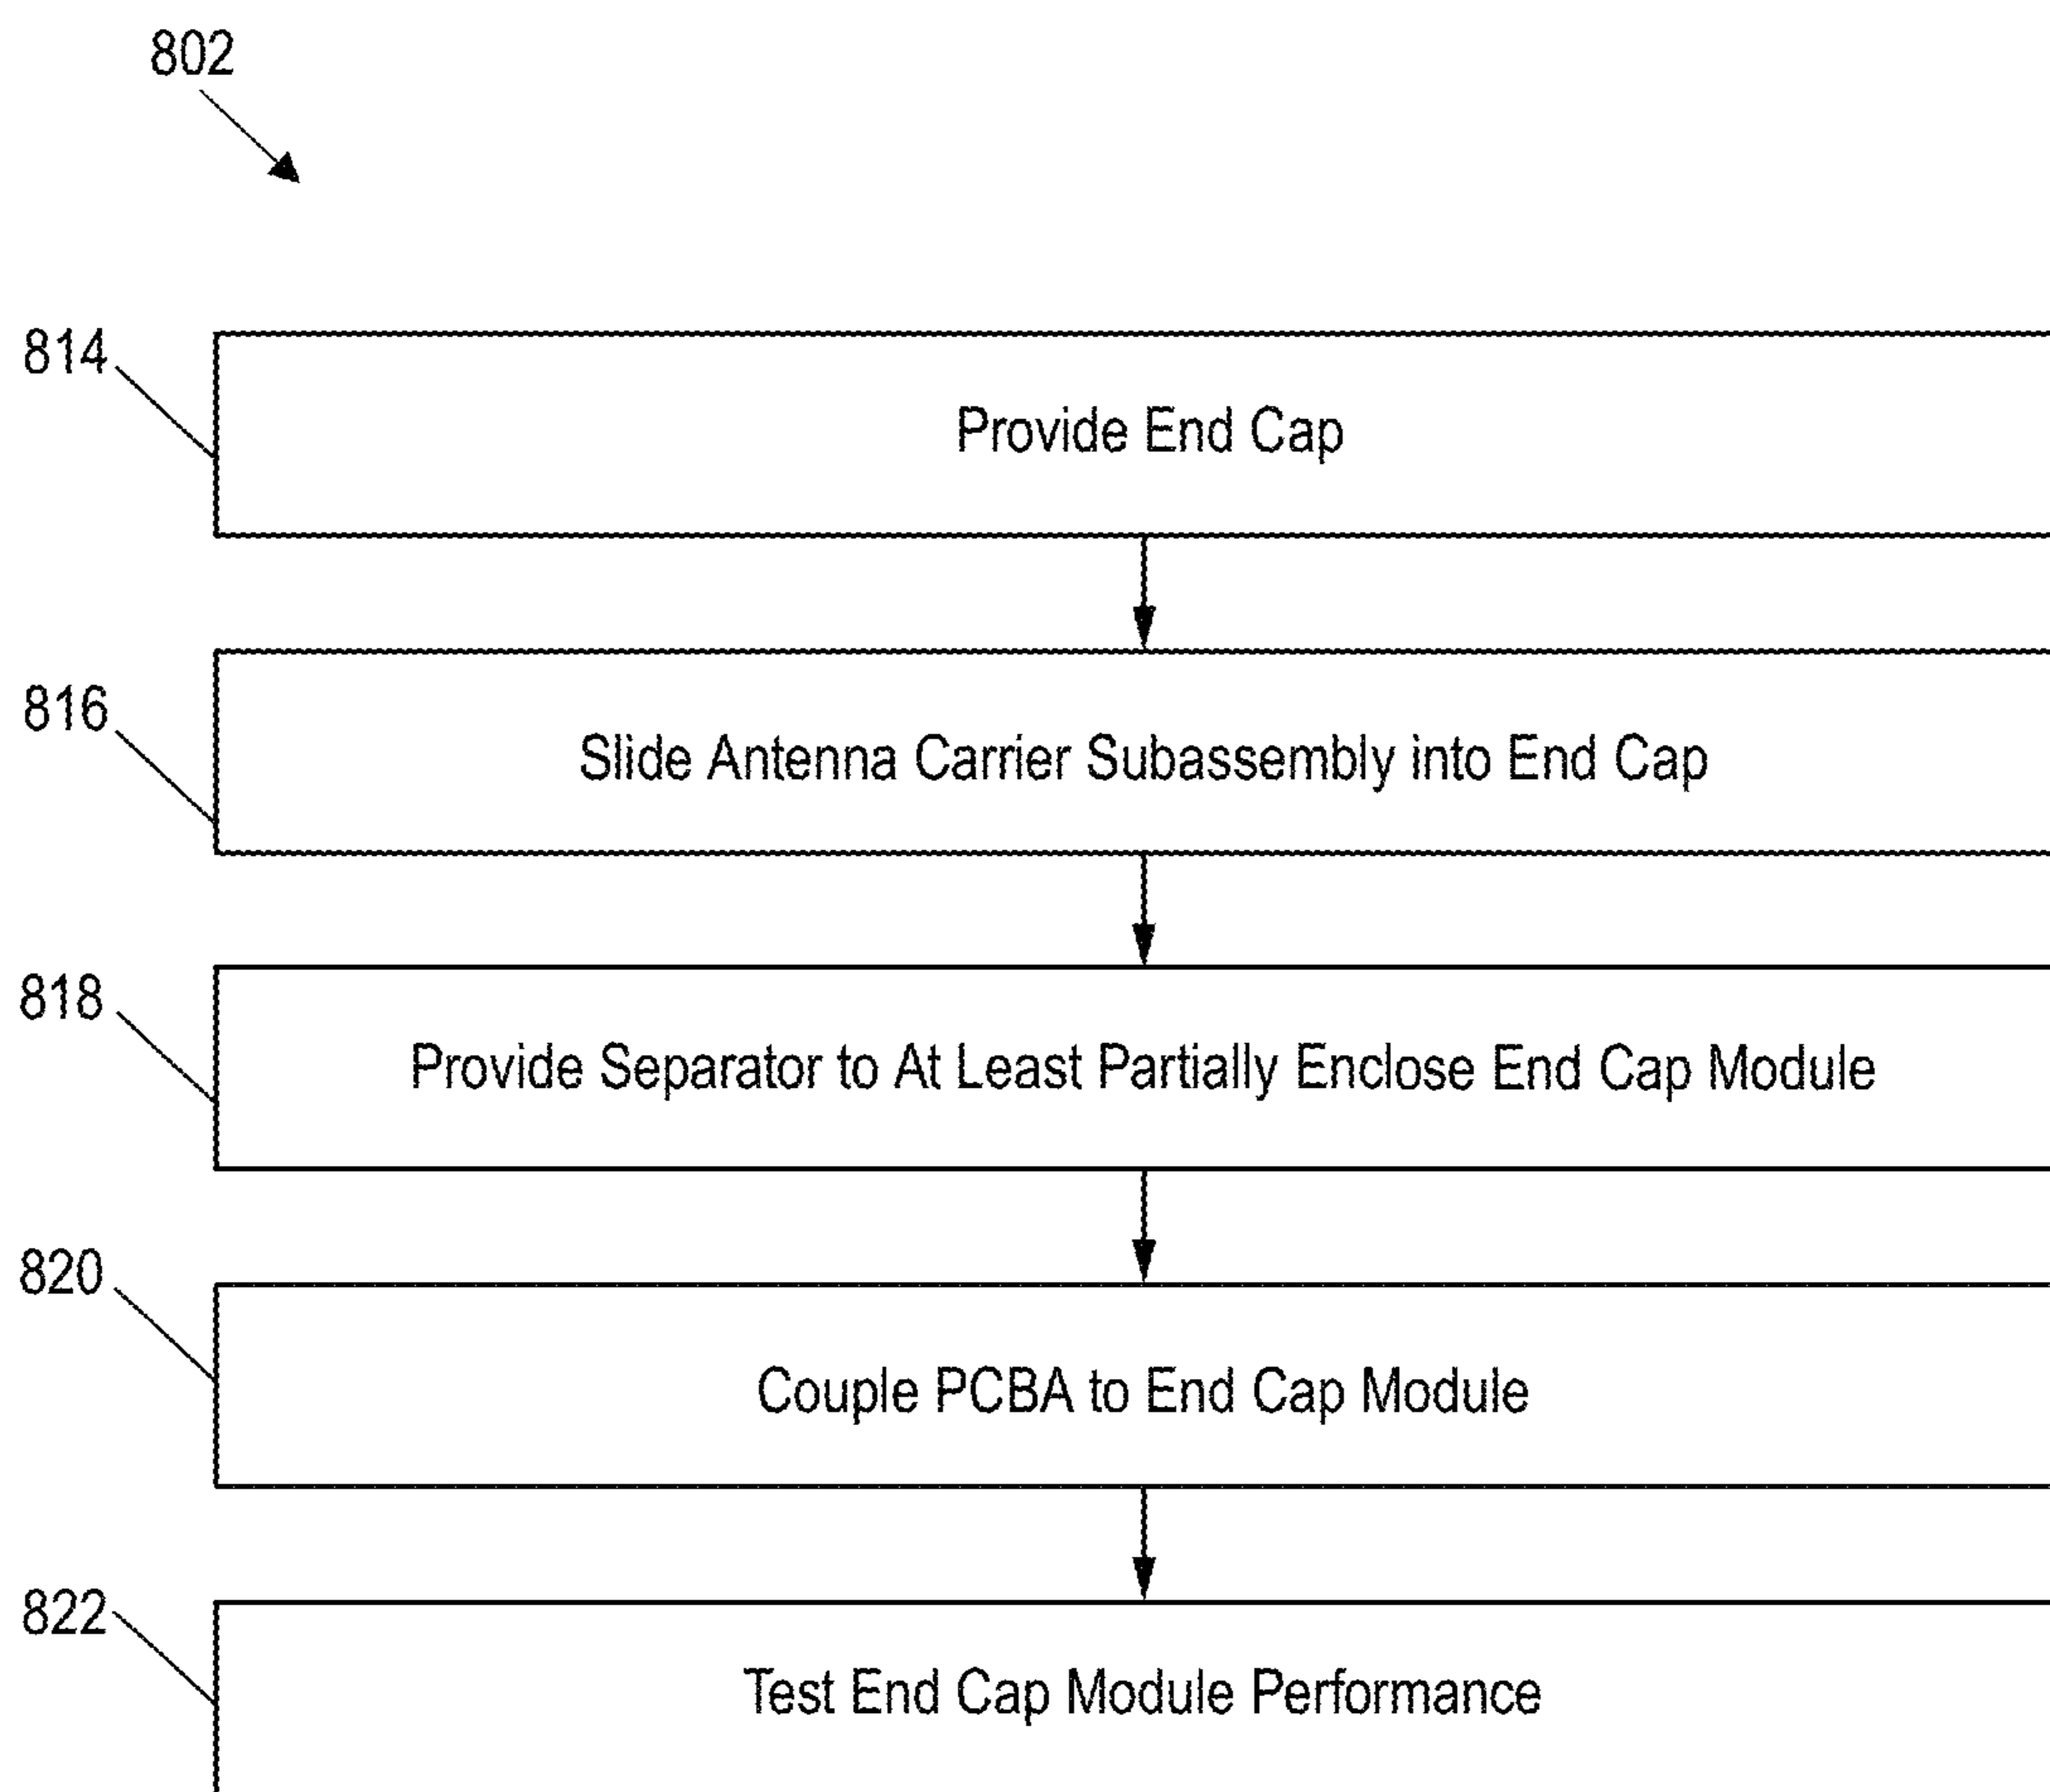 802
814
Provide End Cap
816
Slide Antenna Carrier Subassembly into End Cap
818
Provide Separator to At Least Partially Enclose End Cap Module
820
Couple PCBA to End Cap Module
822
Test End Cap Module Performance